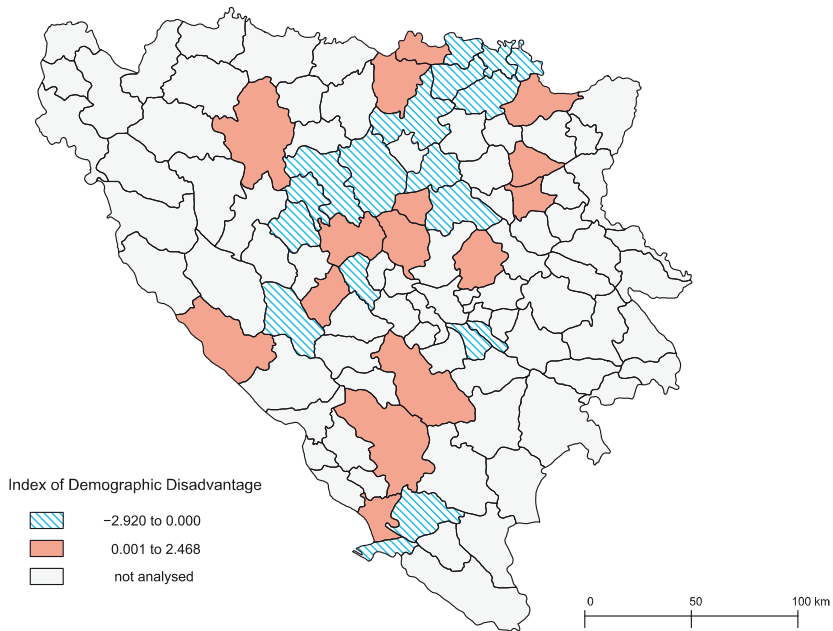 Index of Demographic Disadvantage
−2.920 to 0.000
0.001 to 2.468
not analysed
0 50 100 km